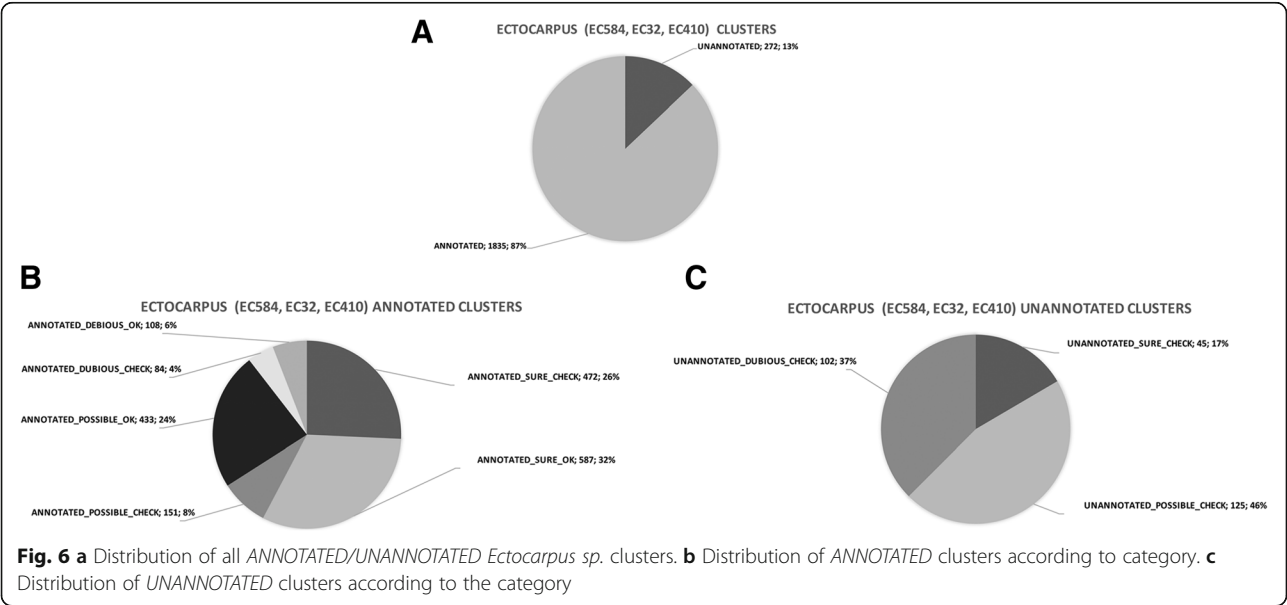 A
ECTOCARPUS (EC584, EC32, EC410) CLUSTERS
UNANNOTATED; 272; 13%
ANNOTATED; 1835; 87%
B
ECTOCARPUS (EC584, EC32, EC410) ANNOTATED CLUSTERS
ANNOTATED_DEBIOUS_OK; 108; 6%
ANNOTATED_DUBIOUS_CHECK; 84; 4%
ANNOTATED_POSSIBLE_OK; 433; 24%
ANNOTATED_POSSIBLE_CHECK; 151; 8%
ANNOTATED_SURE_CHECK; 472; 26%
ANNOTATED_SURE_OK; 587; 32%
C
ECTOCARPUS (EC584, EC32, EC410) UNANNOTATED CLUSTERS
UNANNOTATED_DUBIOUS_CHECK; 102; 37%
UNANNOTATED_SURE_CHECK; 45; 17%
UNANNOTATED_POSSIBLE_CHECK; 125; 46%
Fig. 6 a Distribution of all ANNOTATED/UNANNOTATED Ectocarpus sp. clusters. b Distribution of ANNOTATED clusters according to category. c
Distribution of UNANNOTATED clusters according to the category